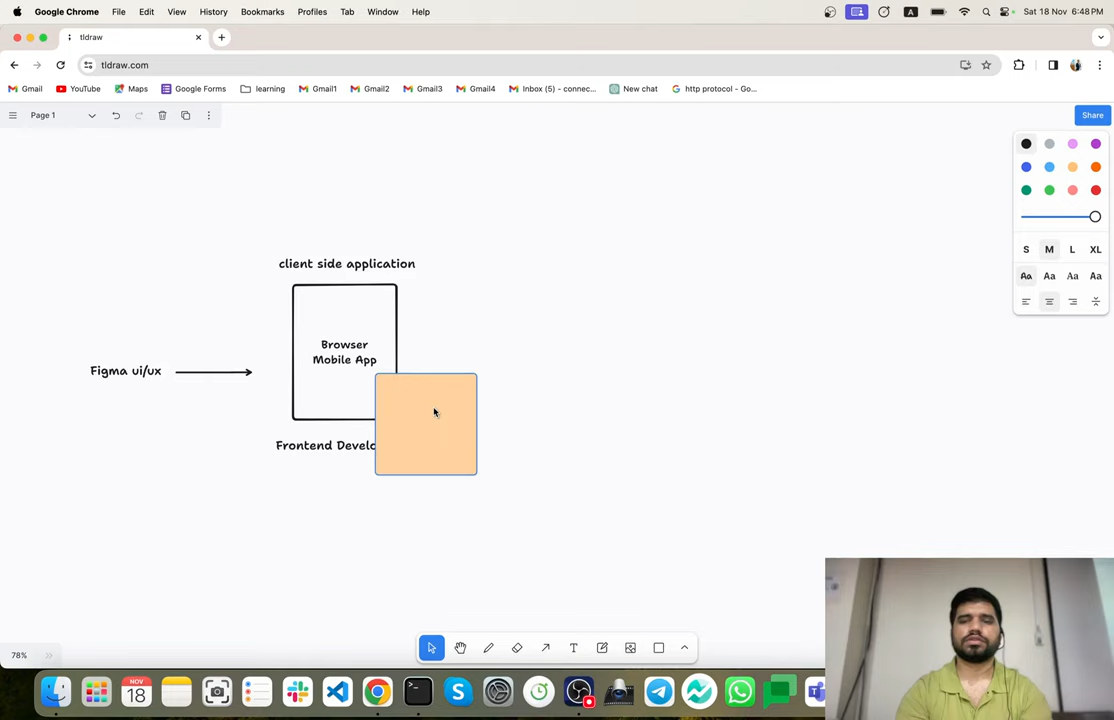 Google Chrome File Edit View History Bookmarks Profiles Tab Window Help
A
Sat 18 Nov 6:48 PM
tldraw
tldraw.com
Gmail YouTube Maps Google Forms learning Gmail1 Gmail2 Gmail3 Gmail4 Inbox (5) - connec... New chat http protocol - Go...
Page 1
Share
S M L XL
Aa Aa Aa Aa
client side application
Browser
Mobile App
Figma ui/ux
Frontend Develo
T
78%
NOV
18